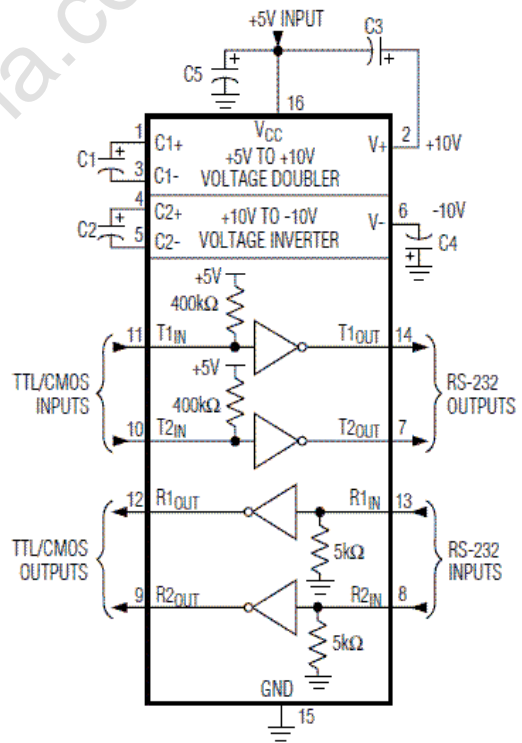 na.co
+5V INPUT
C3
+
+
C5
16
1
VCC
2
C1+
+5V TO +10V
V+
+10V
C1
+
3
C1-
VOLTAGE DOUBLER
4
C2+
+10V TO -10V
6
-10V
C2
+
V-
5
C2-
VOLTAGE INVERTER
+
C4
+5V
400kΩ
11
T1IN
T1OUT
14
TTL/CMOS
INPUTS
+5V
RS-232
OUTPUTS
400kΩ
10
T2IN
T2OUT
7
12
R1OUT
R1IN
13
TTL/CMOS
OUTPUTS
5kΩ
RS-232
INPUTS
9
R2OUT
R2IN
8
5kΩ
GND
15